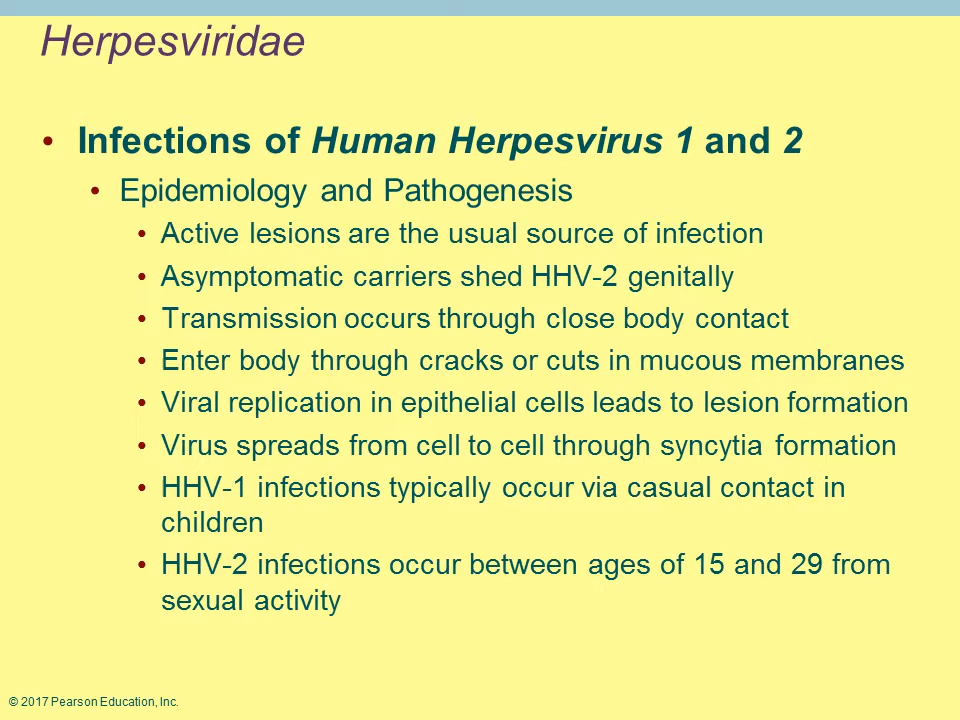 Herpesviridae
• Infections of Human Herpesvirus 1 and 2
• Epidemiology and Pathogenesis
• Active lesions are the usual source of infection
• Asymptomatic carriers shed HHV-2 genitally
• Transmission occurs through close body contact
• Enter body through cracks or cuts in mucous membranes
• Viral replication in epithelial cells leads to lesion formation
• Virus spreads from cell to cell through syncytia formation
• HHV-1 infections typically occur via casual contact in
children
• HHV-2 infections occur between ages of 15 and 29 from
sexual activity
© 2017 Pearson Education, Inc.